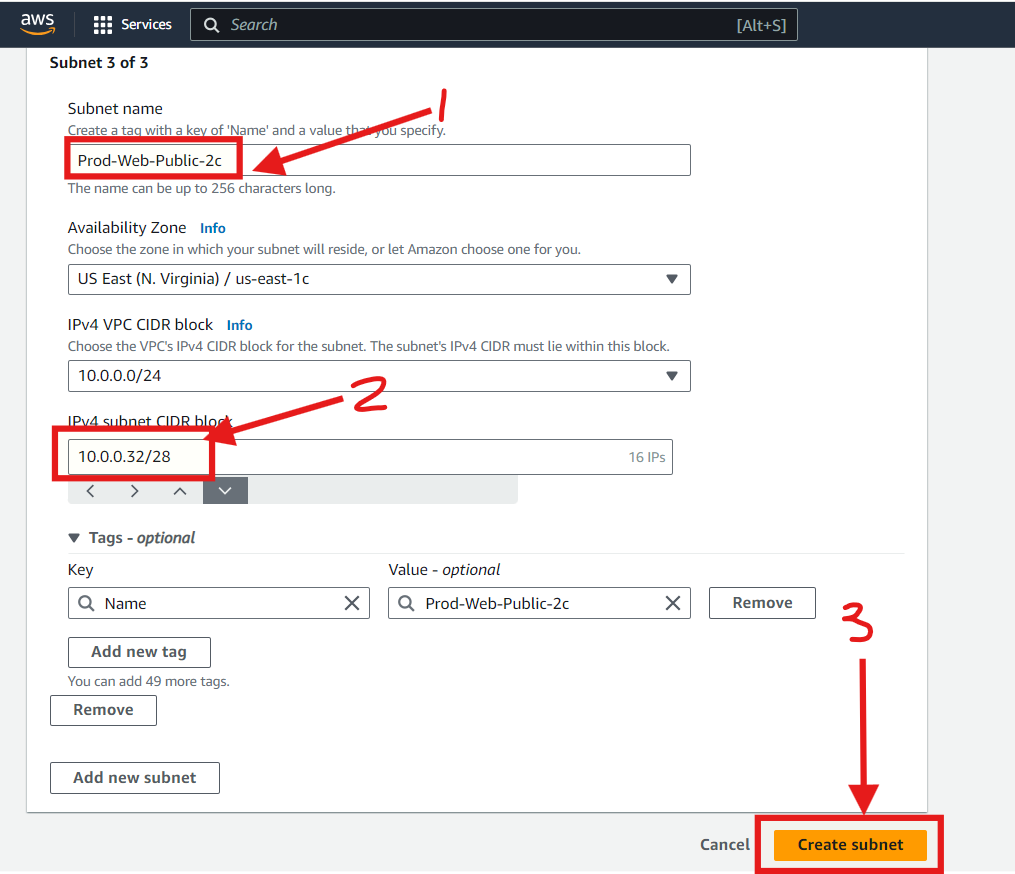 aws Services Search [Alt+S]
Subnet 3 of 3
Subnet name
1
Create a tag with a key of 'Name' and a value that you specify.
Prod-Web-Public-2c
The name can be up to 256 characters long.
Availability Zone Info
Choose the zone in which your subnet will reside, or let Amazon choose one for you.
US East (N. Virginia) / us-east-1c
IPv4 VPC CIDR block Info
Choose the VPC's IPv4 CIDR block for the subnet. The subnet's IPv4 CIDR must lie within this block.
10.0.0.0/24
2
IPv4 subnet CIDR block
10.0.0.32/28 16 IPs
Tags - optional
Key Value - optional
Name Prod-Web-Public-2c Remove
3
Add new tag
You can add 49 more tags.
Remove
Add new subnet
Cancel Create subnet